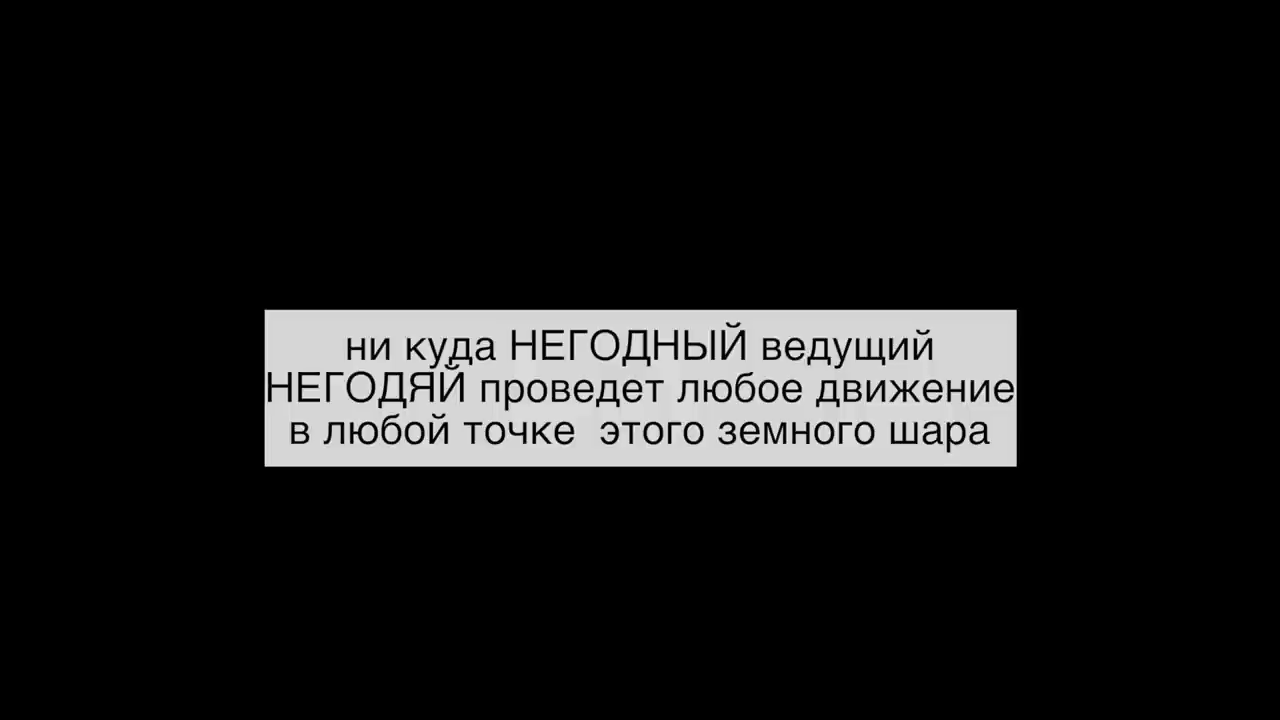 ни куда НЕГОДНЫЙ ведущий
НЕГОДЯЙ проведет любое движение
в любой точке этого земного шара